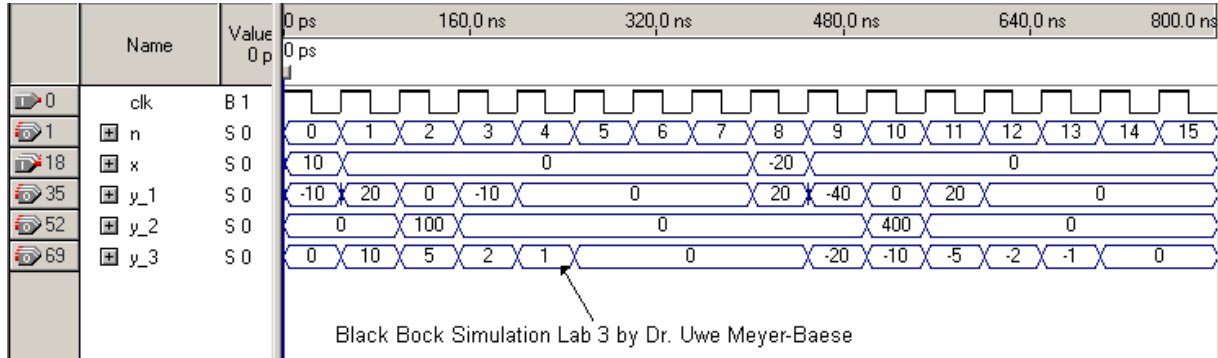 Name Value 0 p 0 ps 160.0 ns 320.0 ns 480.0 ns 640.0 ns 800.0 ns
0 ps
0 clk B 1
1 n S 0 0 1 2 3 4 5 6 7 8 9 10 11 12 13 14 15
18 x S 0 10 0 -20 0
35 y_1 S 0 -10 20 0 -10 0 20 -40 0 20 0
52 y_2 S 0 0 100 0 400 0
69 y_3 S 0 0 10 5 2 1 0 -20 -10 -5 -2 -1 0
Black Bock Simulation Lab 3 by Dr. Uwe Meyer-Baese